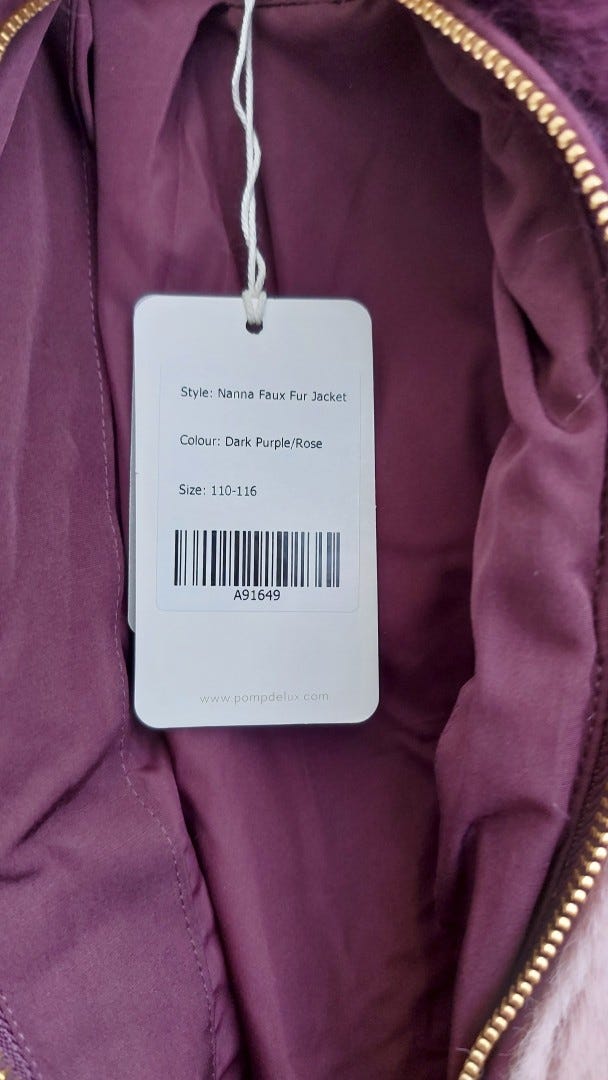 Style: Nanna Faux Fur Jacket
Colour: Dark Purple/Rose
Size: 110-116
A91649
www.pompdelux.com